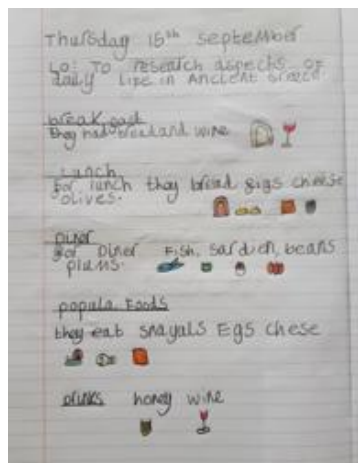 Thursday 15th September
LO: To research aspects of
daily life in Ancient Greece
breakfast
they had bread and wine
Lunch
For lunch they bread gigs cheese
olives.
Diner
For Diner Fish, sardien, beans
plums.
popula Foods
they eat snayals Egs chese
drinks honey wine